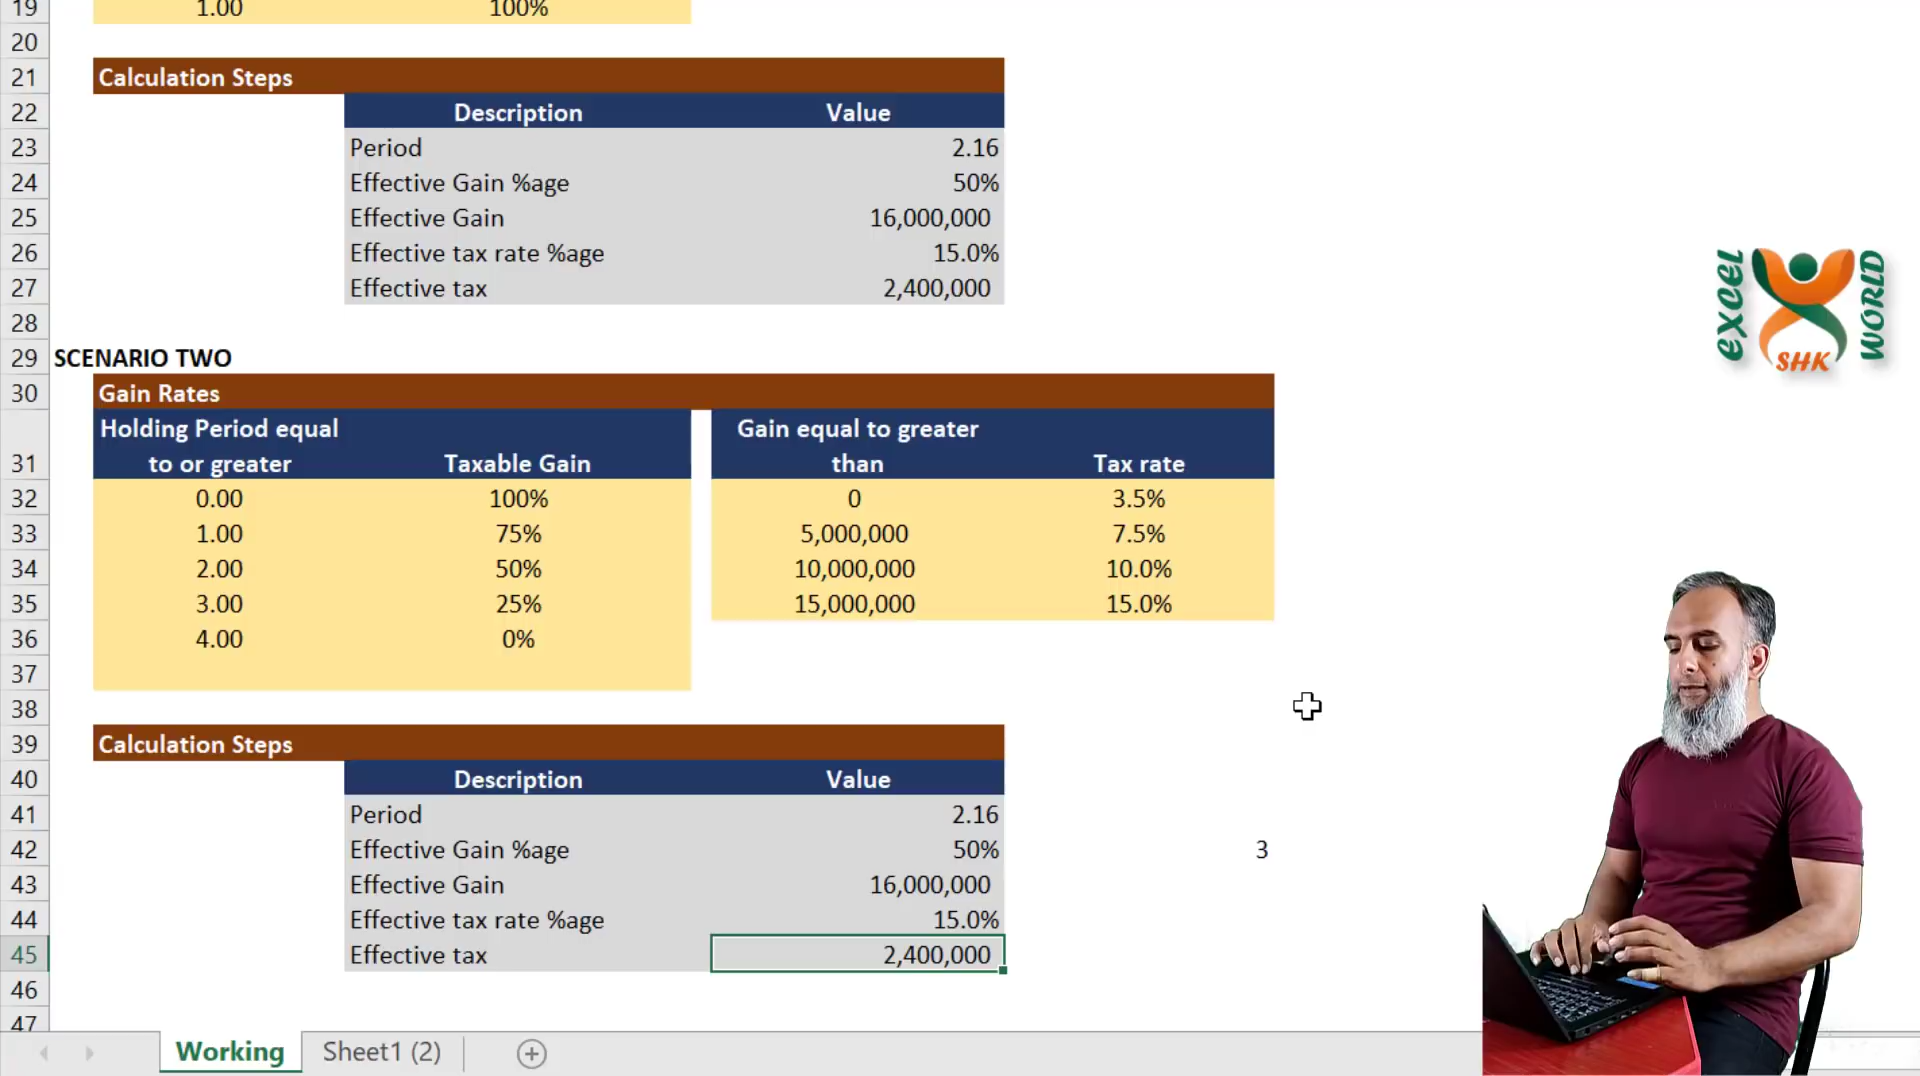 19 1.00 100%
20
21 Calculation Steps
22 Description Value
23 Period 2.16
24 Effective Gain %age 50%
25 Effective Gain 16,000,000
26 Effective tax rate %age 15.0%
27 Effective tax 2,400,000
28
29 SCENARIO TWO
30 Gain Rates
Holding Period equal Gain equal to greater
31 to or greater Taxable Gain than Tax rate
32 0.00 100% 0 3.5%
33 1.00 75% 5,000,000 7.5%
34 2.00 50% 10,000,000 10.0%
35 3.00 25% 15,000,000 15.0%
36 4.00 0%
37
38
39 Calculation Steps
40 Description Value
41 Period 2.16
42 Effective Gain %age 50% 3
43 Effective Gain 16,000,000
44 Effective tax rate %age 15.0%
45 Effective tax 2,400,000
46
47
Working Sheet1 (2)
EXCEL
WORLD
SHK